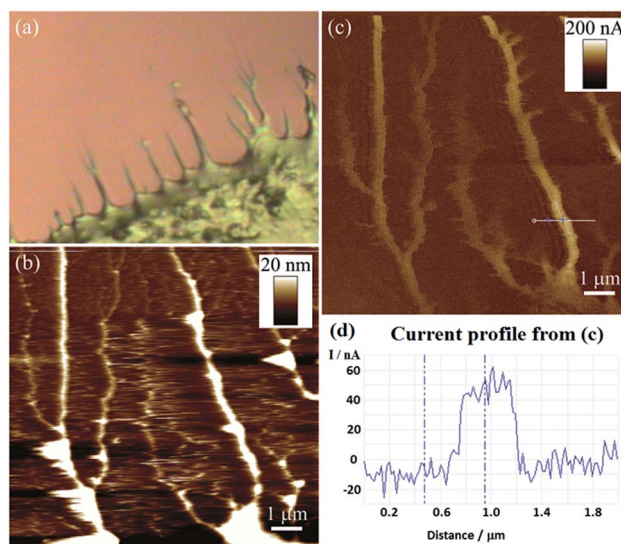 (a)
(b)
20 nm
1 μm
(c)
200 nA
1 μm
(d) Current profile from (c)
I / nA
60
40
20
0
-20
0.2 0.6 1.0 1.4 1.8
Distance / μm